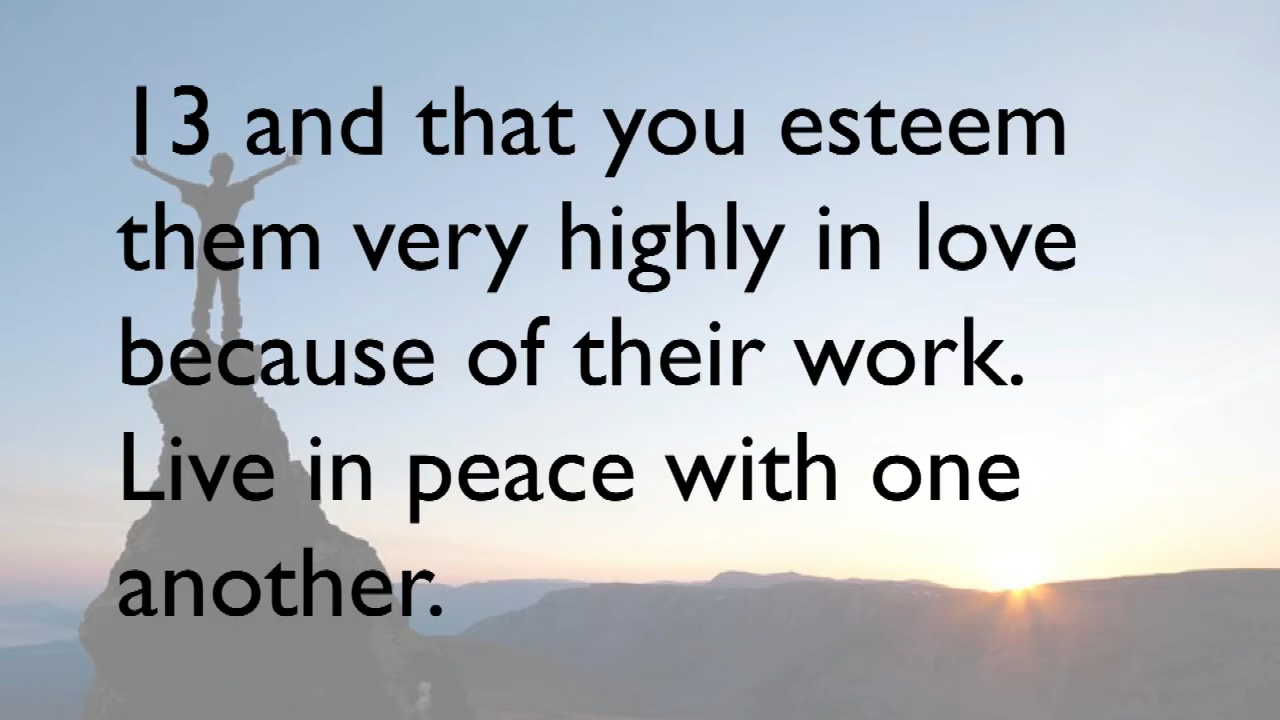 13 and that you esteem
them very highly in love
because of their work.
Live in peace with one
another.